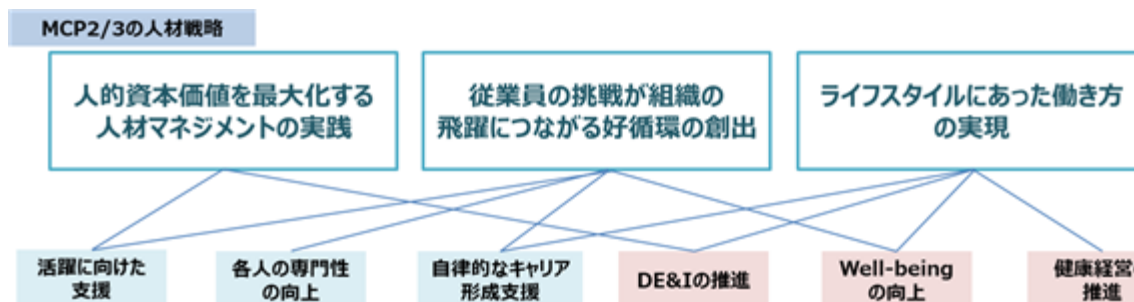 MCP2/3の人材戦略
人的資本価値を最大化する
人材マネジメントの実践
従業員の挑戦が組織の
飛躍につながる好循環の創出
ライフスタイルにあった働き方
の実現
活躍に向けた
支援
各人の専門性
の向上
自律的なキャリア
形成支援
DE&Iの推進
Well-being
の向上
健康経営
推進